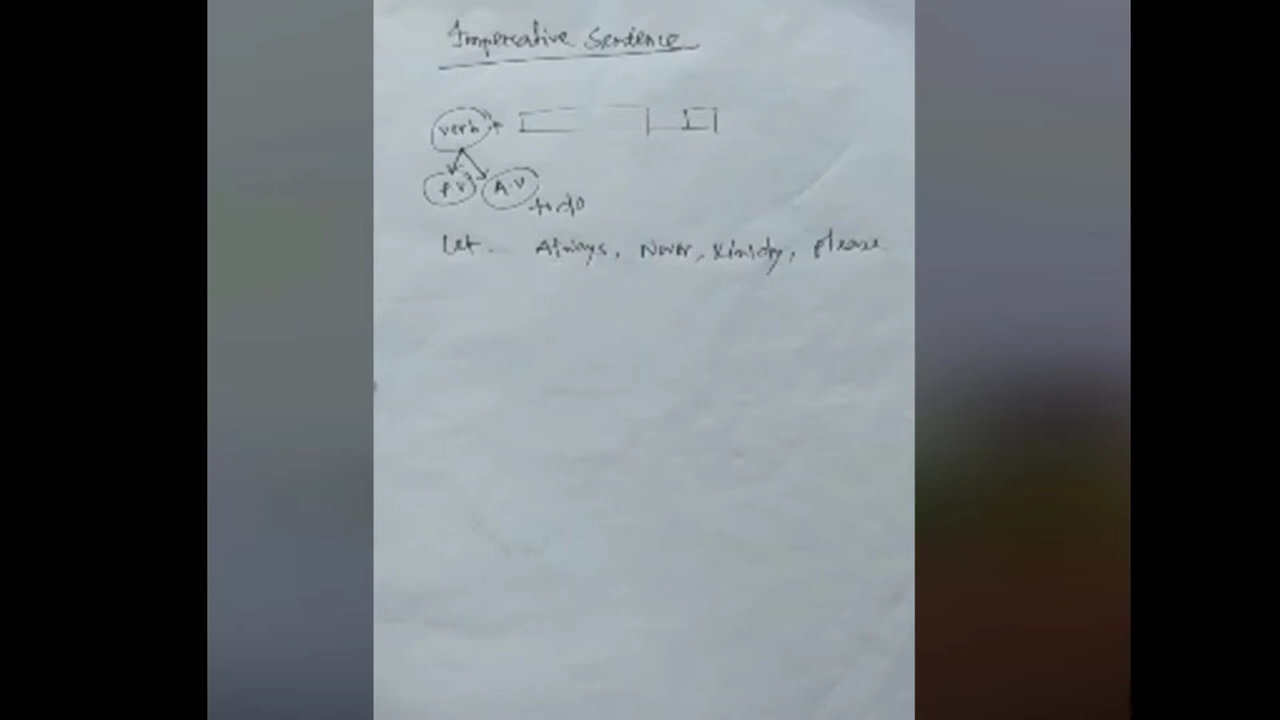 Imperative Sentence
verb +
P.V A.V
to do
Let Always, Never, Kindly, please